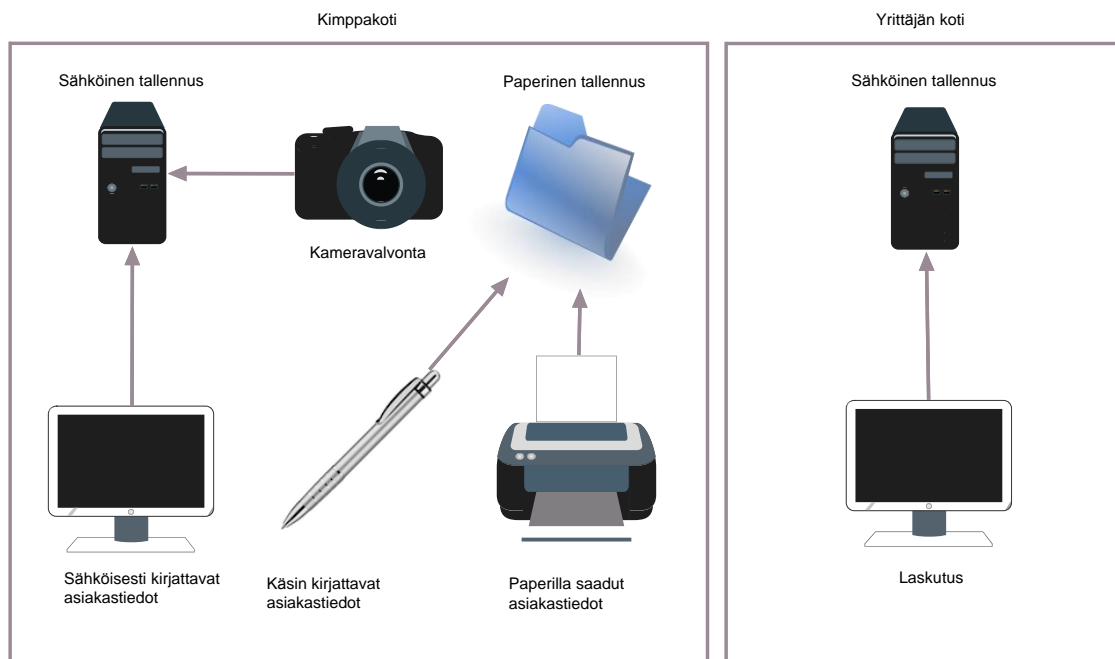 Kimppakoti
Yrittäjän koti
Sähköinen tallennus
Paperinen tallennus
Sähköinen tallennus
Kameravalvonta
Sähköisesti kirjattavat
asiakastiedot
Käsin kirjattavat
asiakastiedot
Paperilla saadut
asiakastiedot
Laskutus